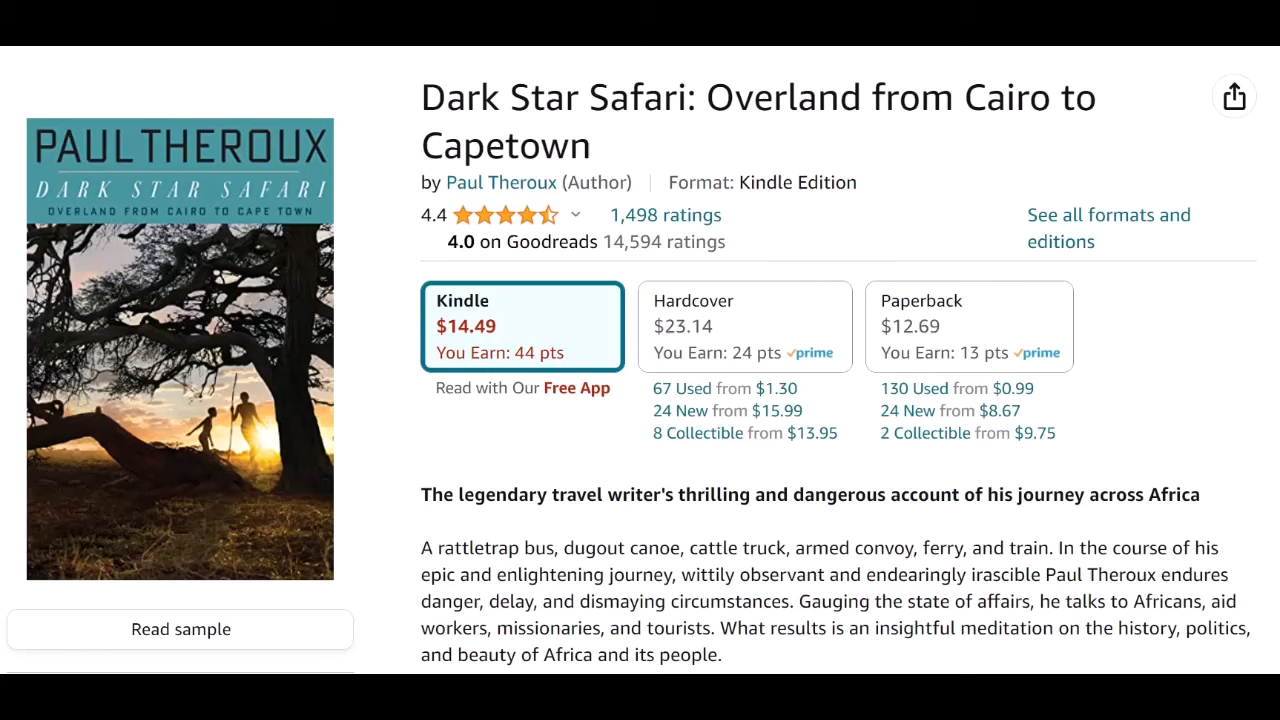 PAUL THEROUX
DARK STAR SAFARI
OVERLAND FROM CAIRO TO CAPE TOWN
Read sample
Dark Star Safari: Overland from Cairo to
Capetown
by Paul Theroux (Author) Format: Kindle Edition
4.4 1,498 ratings
4.0 on Goodreads 14,594 ratings
See all formats and
editions
Kindle
$14.49
You Earn: 44 pts
Read with Our Free App
Hardcover
$23.14
You Earn: 24 pts prime
67 Used from $1.30
24 New from $15.99
8 Collectible from $13.95
Paperback
$12.69
You Earn: 13 pts prime
130 Used from $0.99
24 New from $8.67
2 Collectible from $9.75
The legendary travel writer's thrilling and dangerous account of his journey across Africa
A rattletrap bus, dugout canoe, cattle truck, armed convoy, ferry, and train. In the course of his
epic and enlightening journey, wittily observant and endearingly irascible Paul Theroux endures
danger, delay, and dismaying circumstances. Gauging the state of affairs, he talks to Africans, aid
workers, missionaries, and tourists. What results is an insightful meditation on the history, politics,
and beauty of Africa and its people.